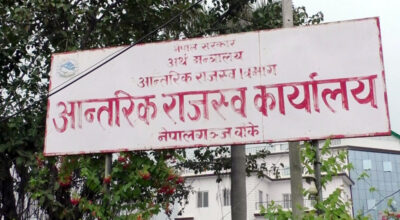 नेपाल सरकार
अर्थ मन्त्रालय
आन्तरिक राजस्व विभाग
आन्तरिक राजस्व कार्यालय
नेपालगञ्ज बाँके